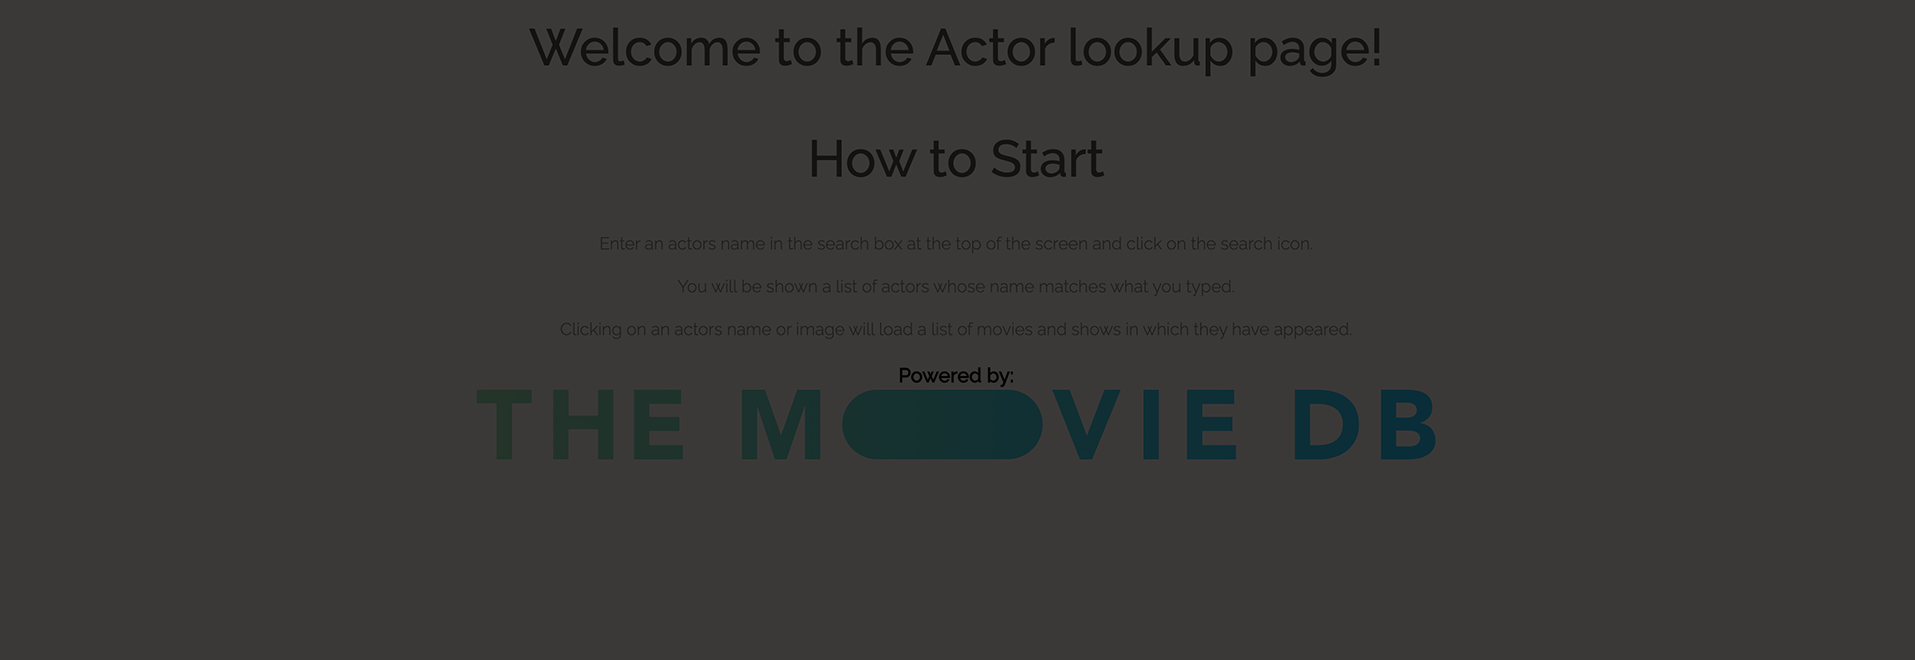 Welcome to the Actor lookup page!
How to Start
Enter an actors name in the search box at the top of the screen and click on the search icon.
You will be shown a list of actors whose name matches what you typed.
Clicking on an actors name or image will load a list of movies and shows in which they have appeared.
Powered by:
THE MOVIE DB